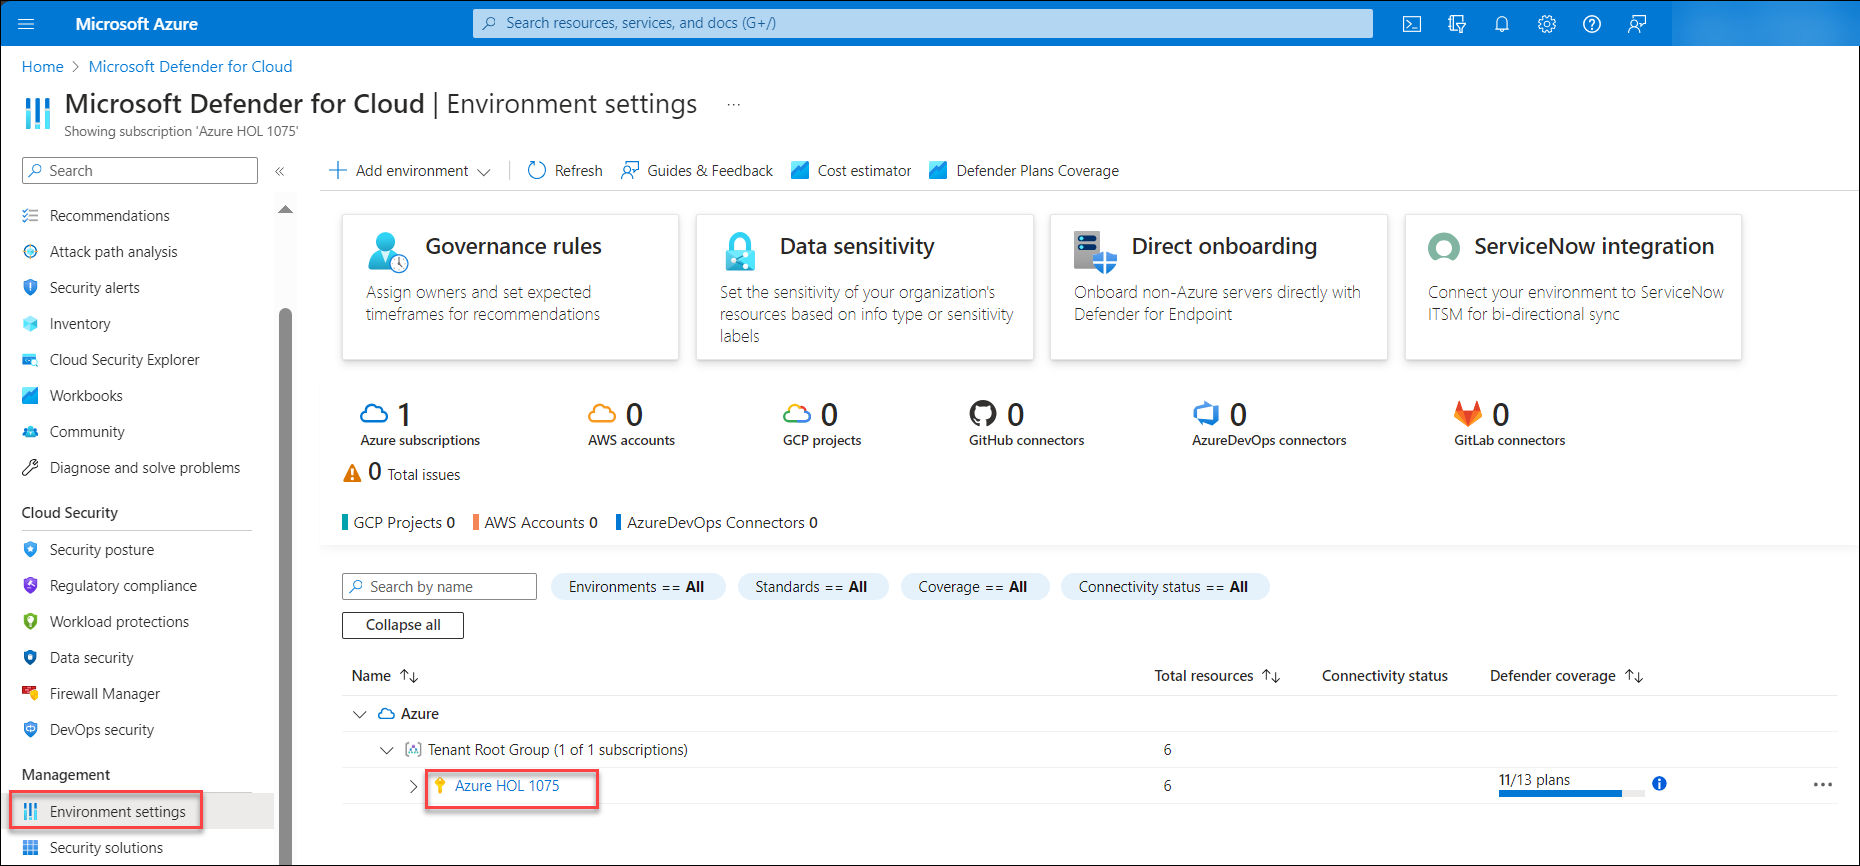 Microsoft Azure
Search resources, services, and docs (G+/)
Home > Microsoft Defender for Cloud
Microsoft Defender for Cloud | Environment settings ...
Showing subscription 'Azure HOL 1075'
Search
Recommendations
Attack path analysis
Security alerts
Inventory
Cloud Security Explorer
Workbooks
Community
Diagnose and solve problems
Cloud Security
Security posture
Regulatory compliance
Workload protections
Data security
Firewall Manager
DevOps security
Management
Environment settings
Security solutions
Add environment
Refresh
Guides & Feedback
Cost estimator
Defender Plans Coverage
Governance rules
Assign owners and set expected
timeframes for recommendations
Data sensitivity
Set the sensitivity of your organization's
resources based on info type or sensitivity
labels
Direct onboarding
Onboard non-Azure servers directly with
Defender for Endpoint
ServiceNow integration
Connect your environment to ServiceNow
ITSM for bi-directional sync
1
Azure subscriptions
0
AWS accounts
0
GCP projects
0
GitHub connectors
0
AzureDevOps connectors
0
GitLab connectors
0 Total issues
GCP Projects 0
AWS Accounts 0
AzureDevOps Connectors 0
Search by name
Environments == All
Standards == All
Coverage == All
Connectivity status == All
Collapse all
Name
Total resources
Connectivity status
Defender coverage
Azure
Tenant Root Group (1 of 1 subscriptions)
6
Azure HOL 1075
6
11/13 plans